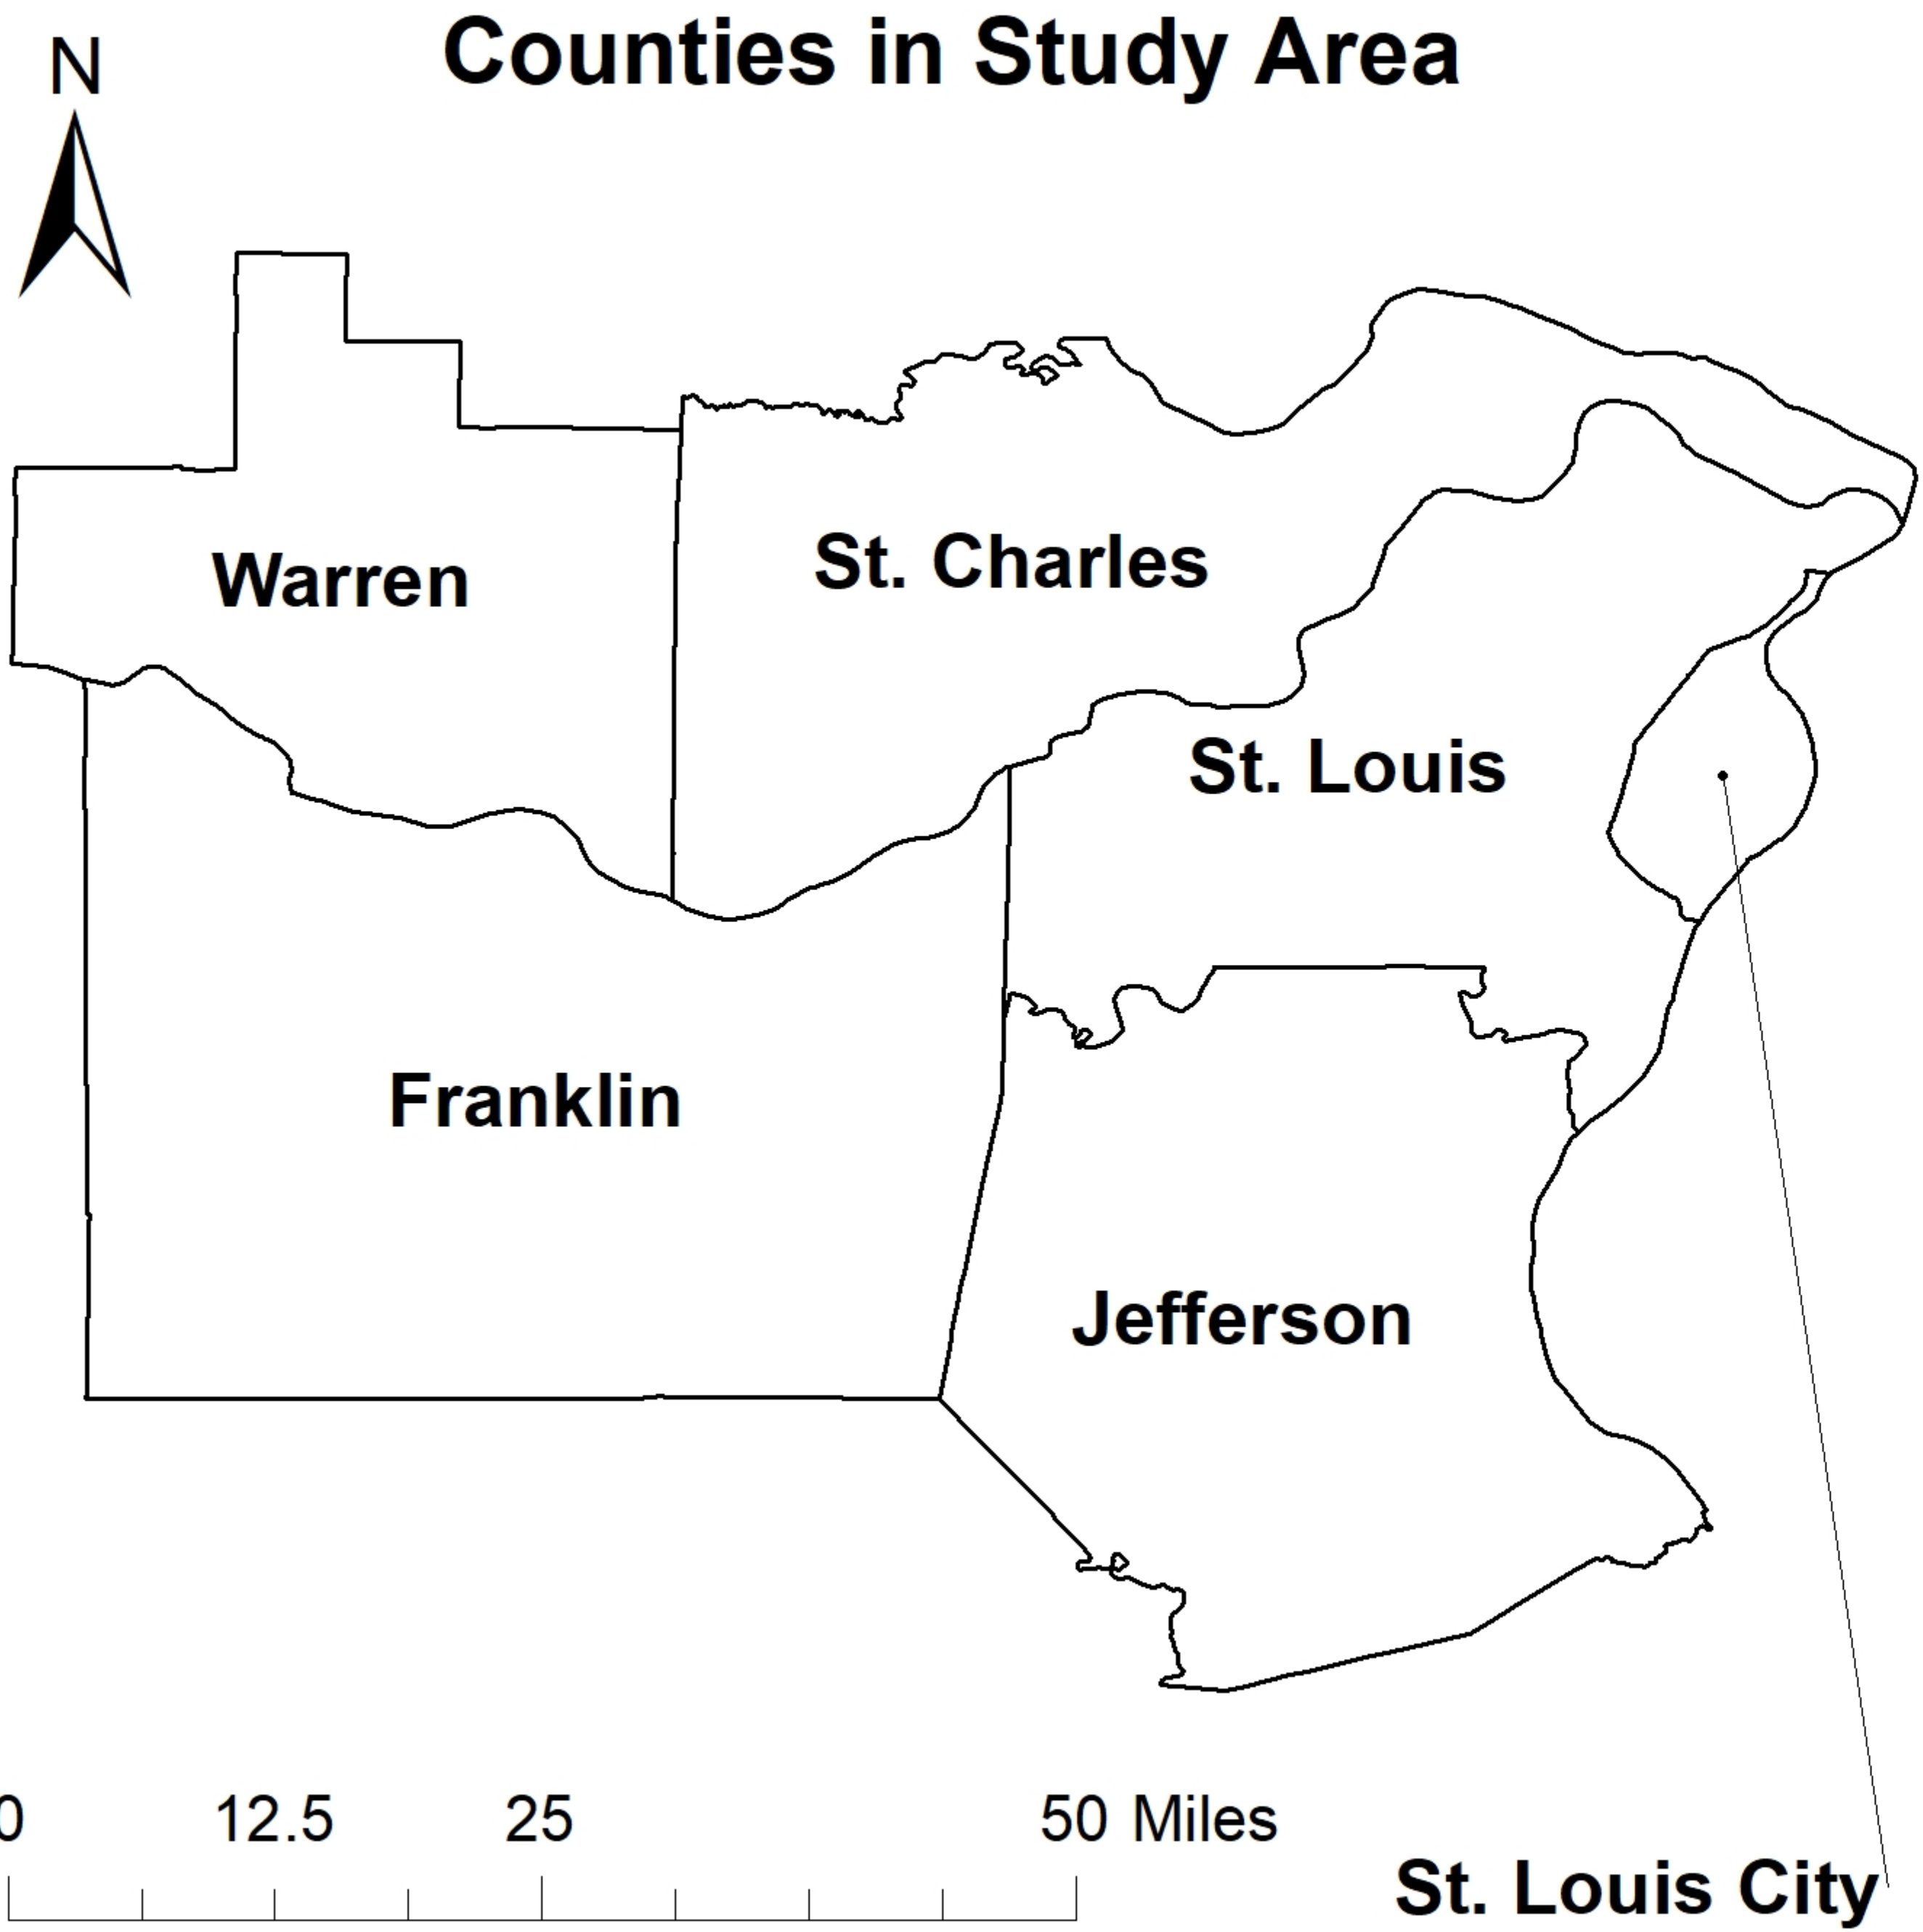 Counties in Study Area
N
Warren
St. Charles
St. Louis
Franklin
Jefferson
0 12.5 25 50 Miles
St. Louis City